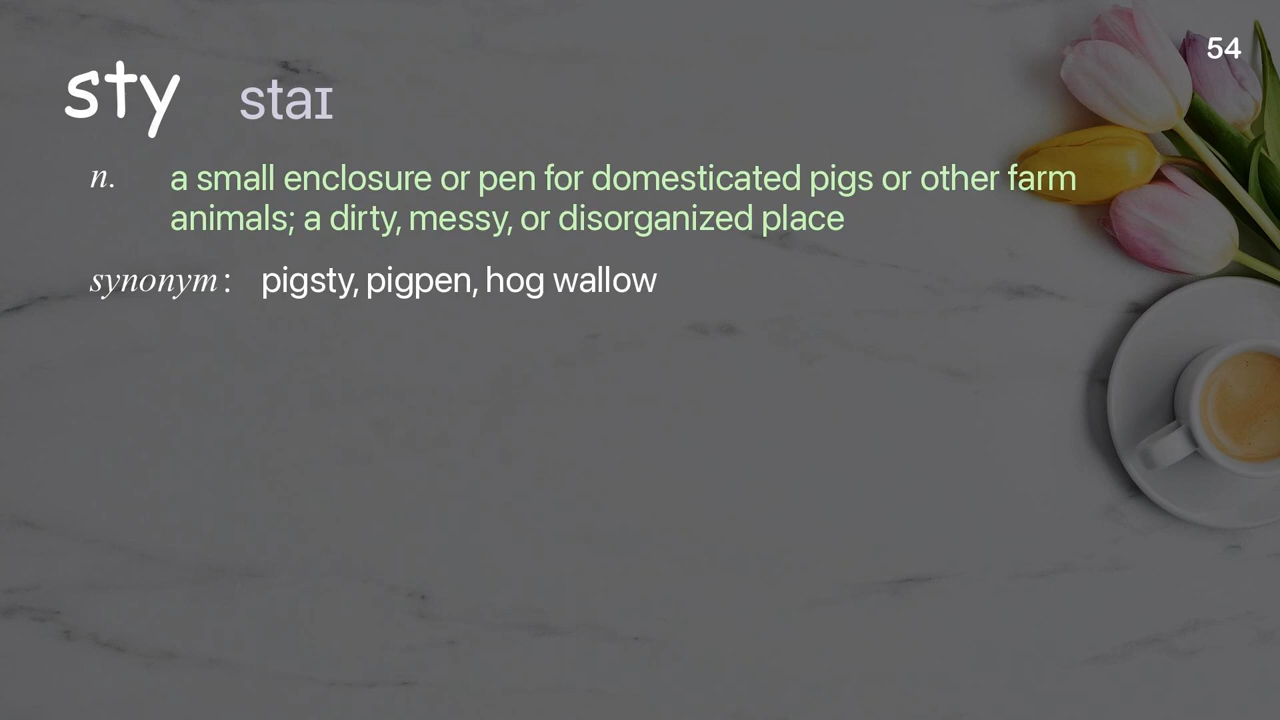 54
sty staɪ
n. a small enclosure or pen for domesticated pigs or other farm
animals; a dirty, messy, or disorganized place
synonym: pigsty, pigpen, hog wallow